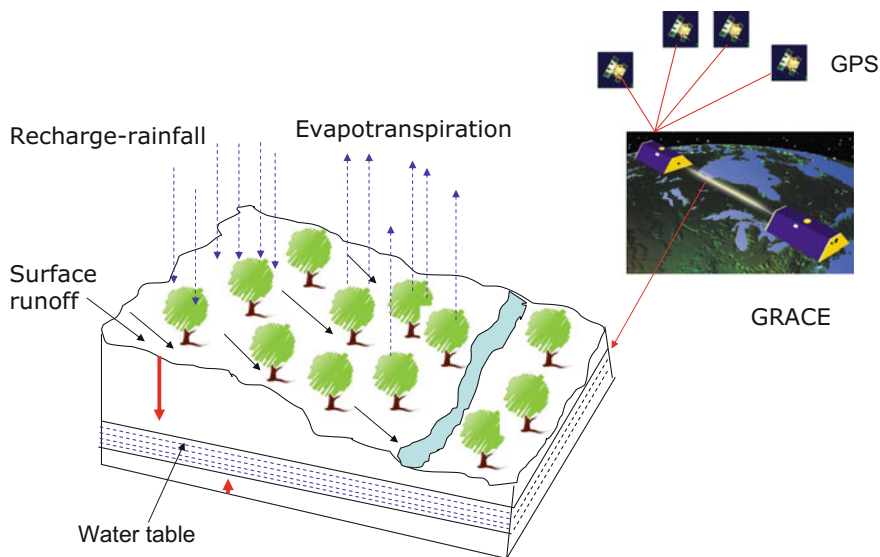 GPS
Recharge-rainfall
Evapotranspiration
Surface
runoff
GRACE
Water table